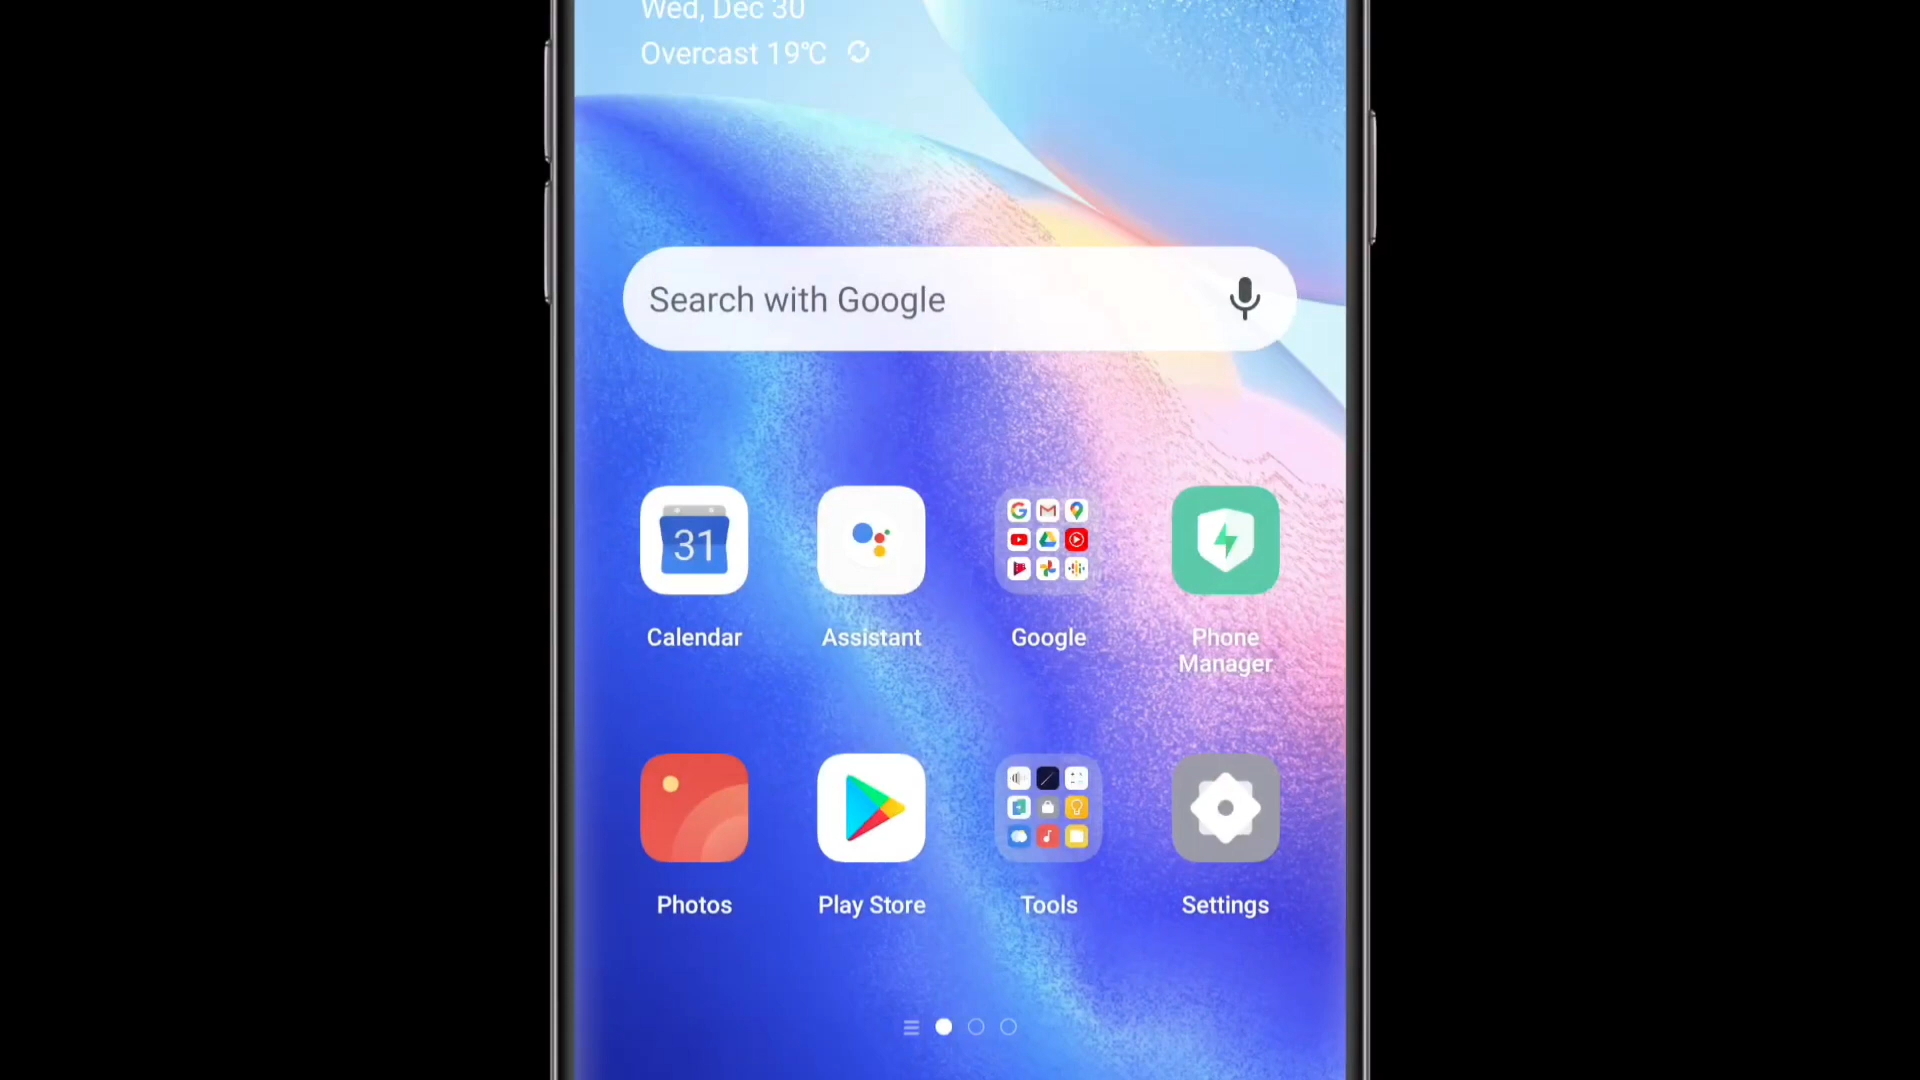 Wed, Dec 30
Overcast 19℃
Search with Google
31
Calendar
Assistant
Google
Phone
Manager
Photos
Play Store
Tools
Settings